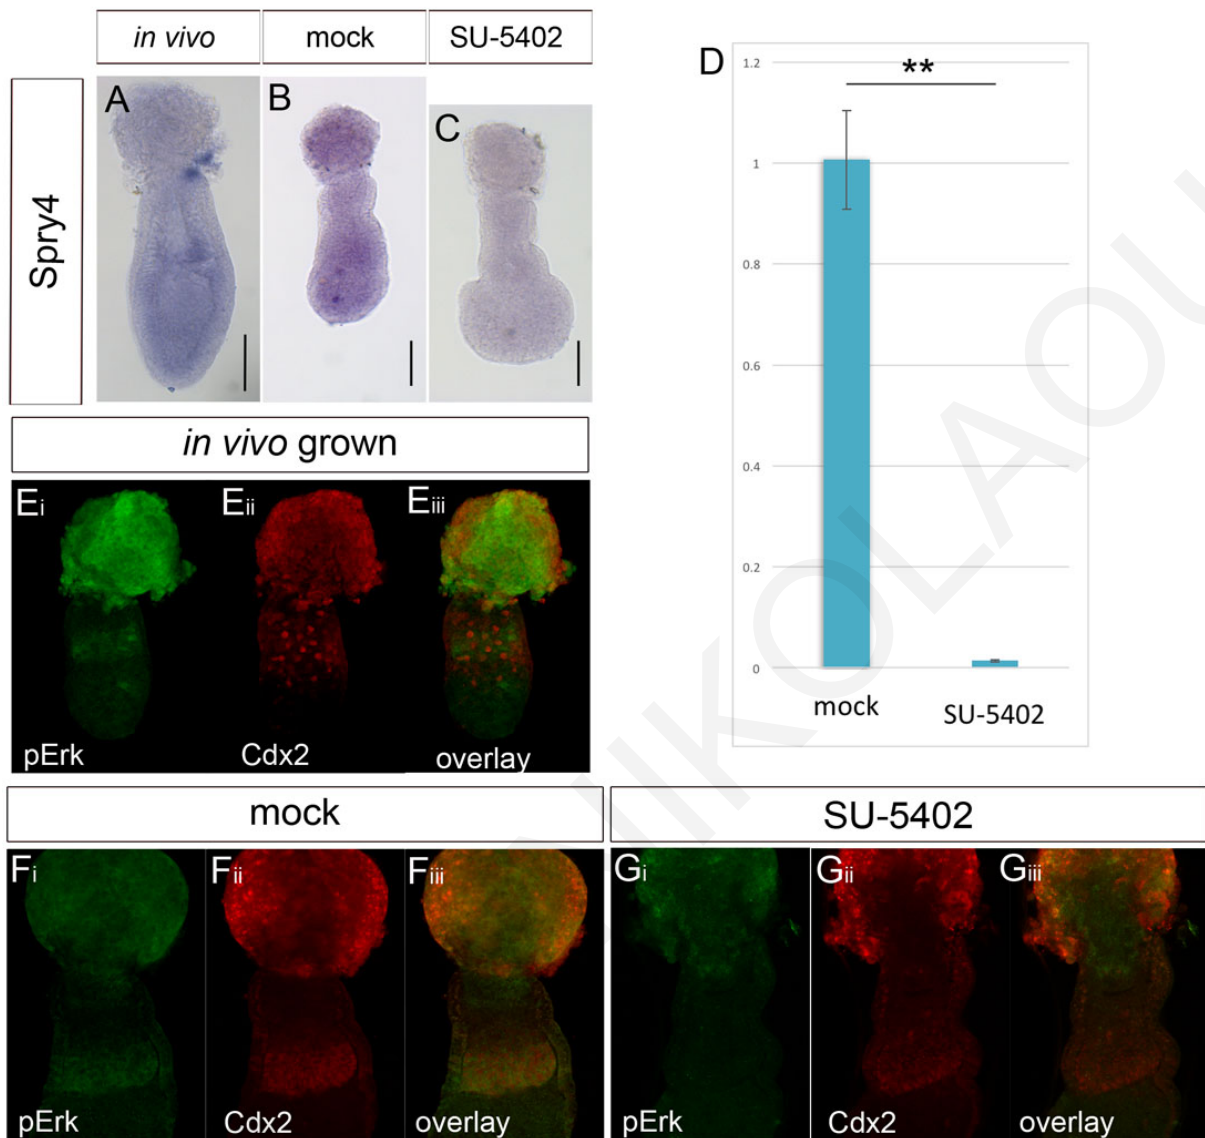 in vivo
mock
SU-5402
Spry4
A
B
C
D
**
1.2
1
0.8
0.6
0.4
0.2
0
mock
SU-5402
in vivo grown
Ei
Eii
Eiii
pErk
Cdx2
overlay
mock
SU-5402
Fi
Fii
Fiii
Gi
Gii
Giii
pErk
Cdx2
overlay
pErk
Cdx2
overlay
NIKOLAOU